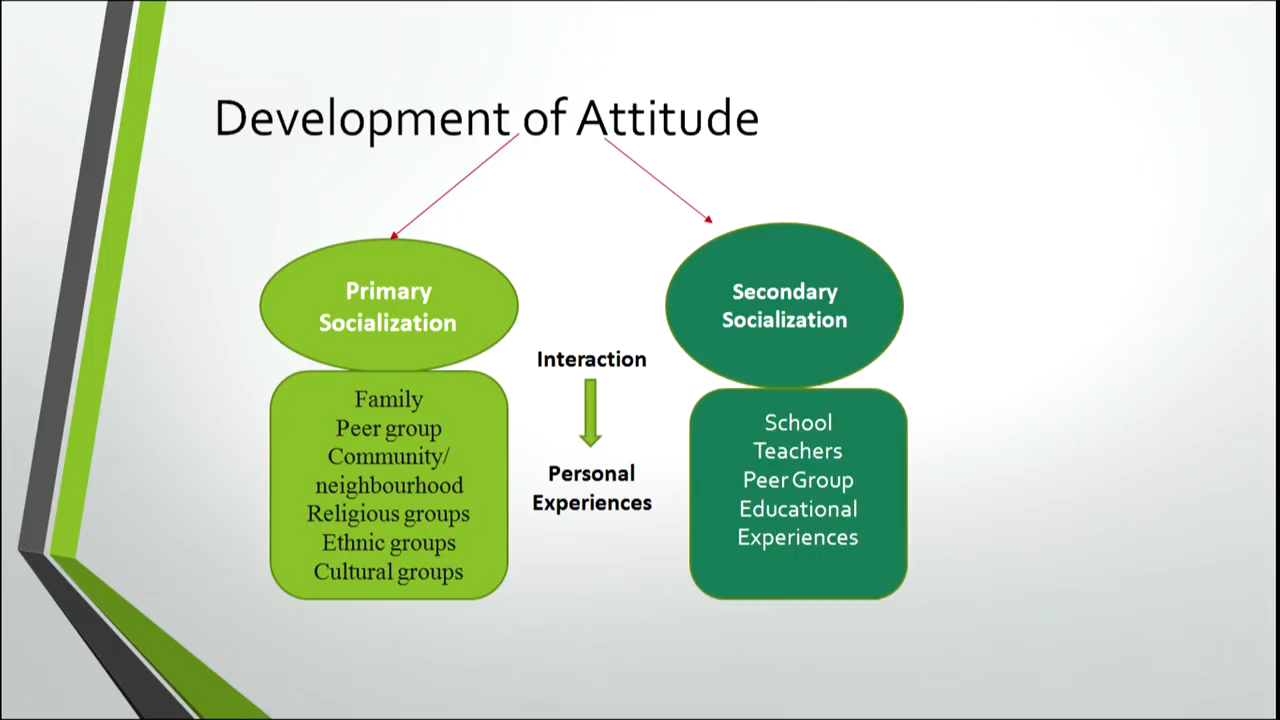 Development of Attitude
Primary
Socialization
Family
Peer group
Community/
neighbourhood
Religious groups
Ethnic groups
Cultural groups
Interaction
Personal
Experiences
Secondary
Socialization
School
Teachers
Peer Group
Educational
Experiences